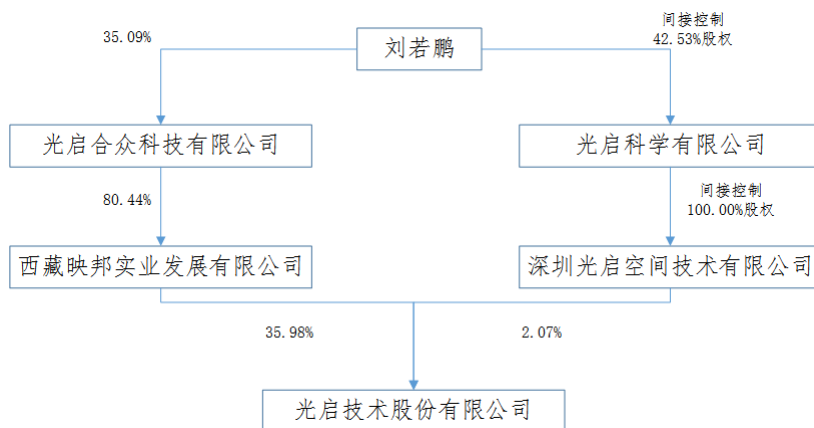 间接控制
35.09%
刘若鹏
42.53%股权
光启合众科技有限公司
光启科学有限公司
80.44%
间接控制
100.00%股权
西藏映邦实业发展有限公司
深圳光启空间技术有限公司
35.98%
2.07%
光启技术股份有限公司